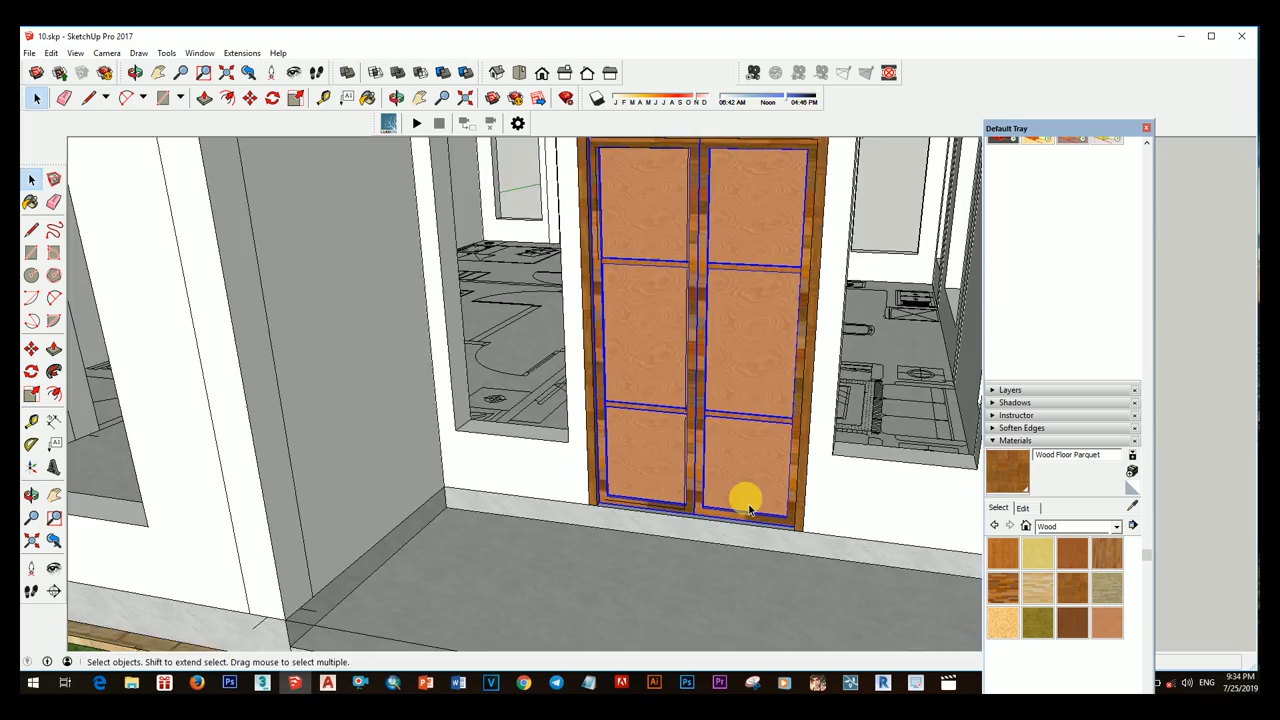 10.skp - SketchUp Pro 2017
File Edit View Camera Draw Tools Window Extensions Help
J F M A M J J A S O N D 06:42 AM Noon 04:46 PM
Default Tray
Layers
Shadows
Instructor
Soften Edges
Materials
Wood Floor Parquet
Select Edit
Wood
Select objects. Shift to extend select. Drag mouse to select multiple.
ENG
9:34 PM
7/25/2019